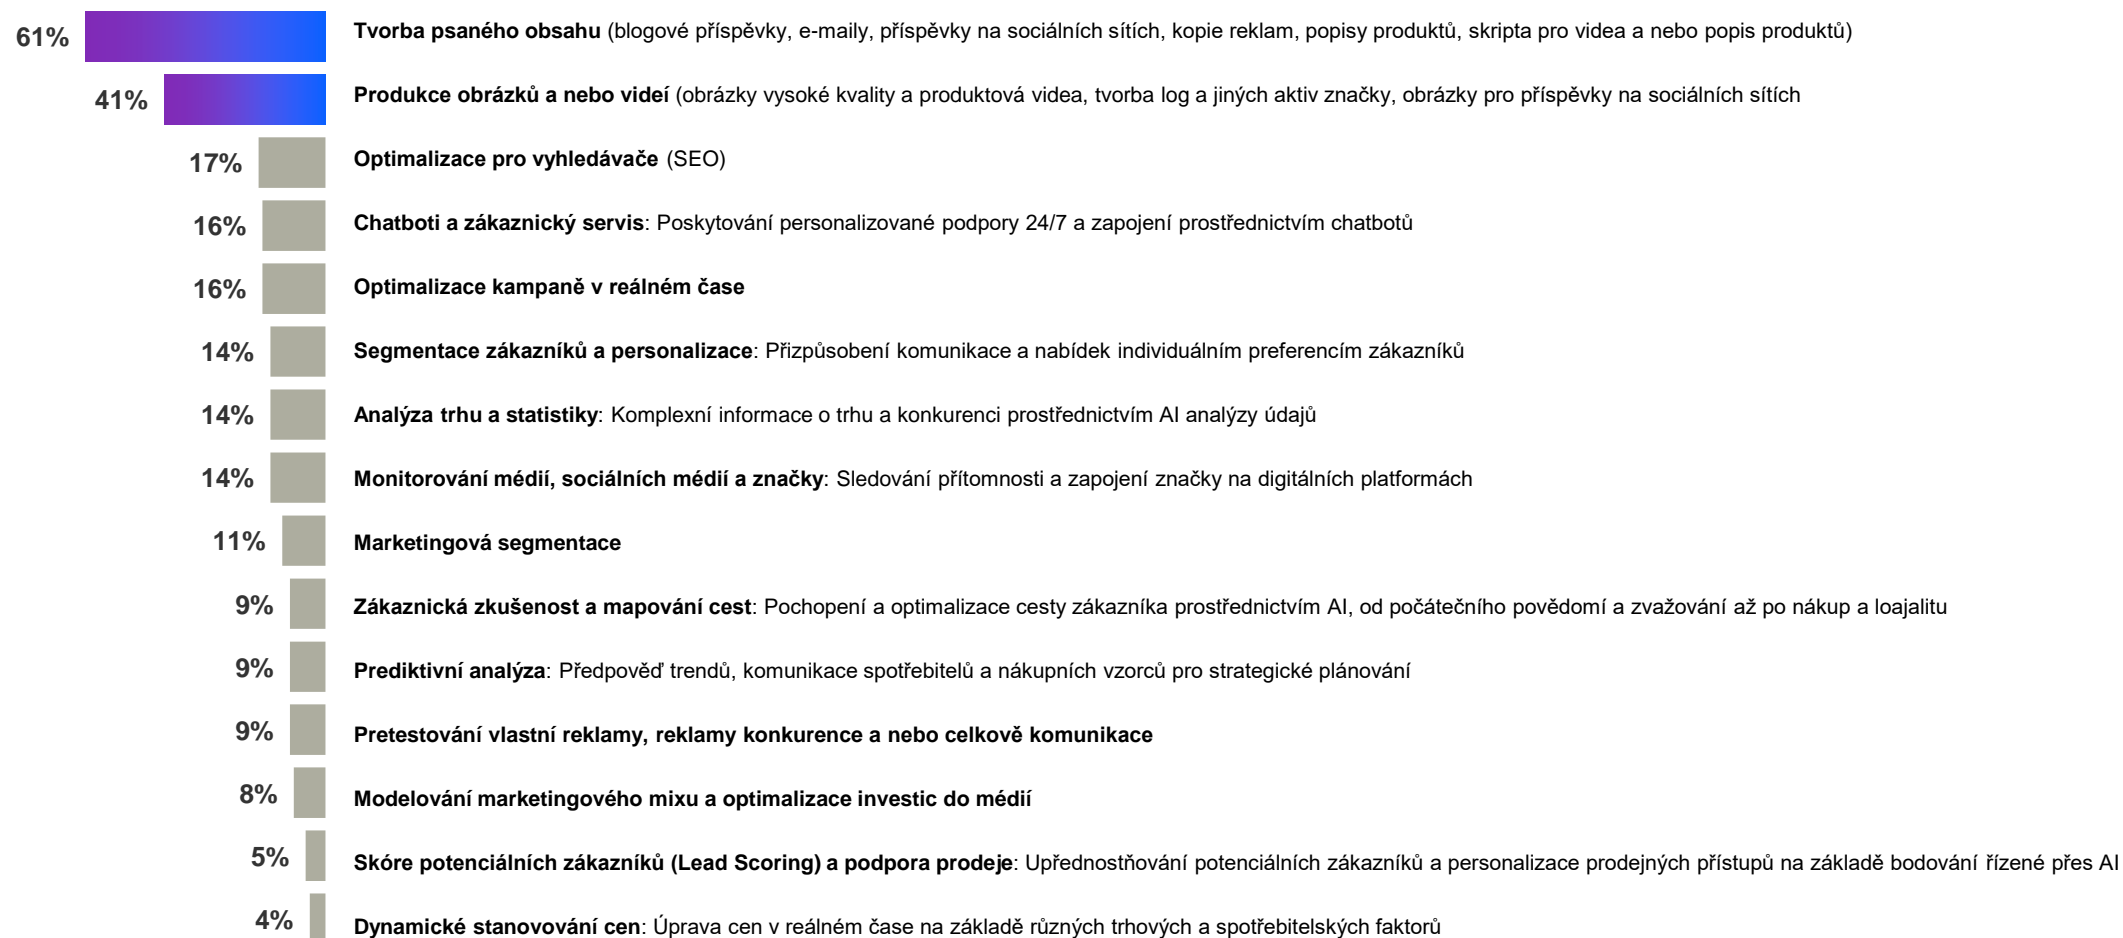 61% Tvorba psaného obsahu (blogové příspěvky, e-maily, příspěvky na sociálních sítích, kopie reklam, popisy produktů, skripta pro videa a nebo popis produktů)
41% Produkce obrázků a nebo videí (obrázky vysoké kvality a produktová videa, tvorba log a jiných aktiv značky, obrázky pro příspěvky na sociálních sítích
17% Optimalizace pro vyhledávače (SEO)
16% Chatboti a zákaznický servis: Poskytování personalizované podpory 24/7 a zapojení prostřednictvím chatbotů
16% Optimalizace kampaně v reálném čase
14% Segmentace zákazníků a personalizace: Přizpůsobení komunikace a nabídek individuálním preferencím zákazníků
14% Analýza trhu a statistiky: Komplexní informace o trhu a konkurenci prostřednictvím AI analýzy údajů
14% Monitorování médií, sociálních médií a značky: Sledování přítomnosti a zapojení značky na digitálních platformách
11% Marketingová segmentace
9% Zákaznická zkušenost a mapování cest: Pochopení a optimalizace cesty zákazníka prostřednictvím AI, od počátečního povědomí a zvažování až po nákup a loajalitu
9% Prediktivní analýza: Předpověď trendů, komunikace spotřebitelů a nákupních vzorců pro strategické plánování
9% Pretestování vlastní reklamy, reklamy konkurence a nebo celkově komunikace
8% Modelování marketingového mixu a optimalizace investic do médií
5% Skóre potenciálních zákazníků (Lead Scoring) a podpora prodeje: Upřednostňování potenciálních zákazníků a personalizace prodejných přístupů na základě bodování řízené přes AI
4% Dynamické stanovování cen: Úprava cen v reálném čase na základě různých trhových a spotřebitelských faktorů